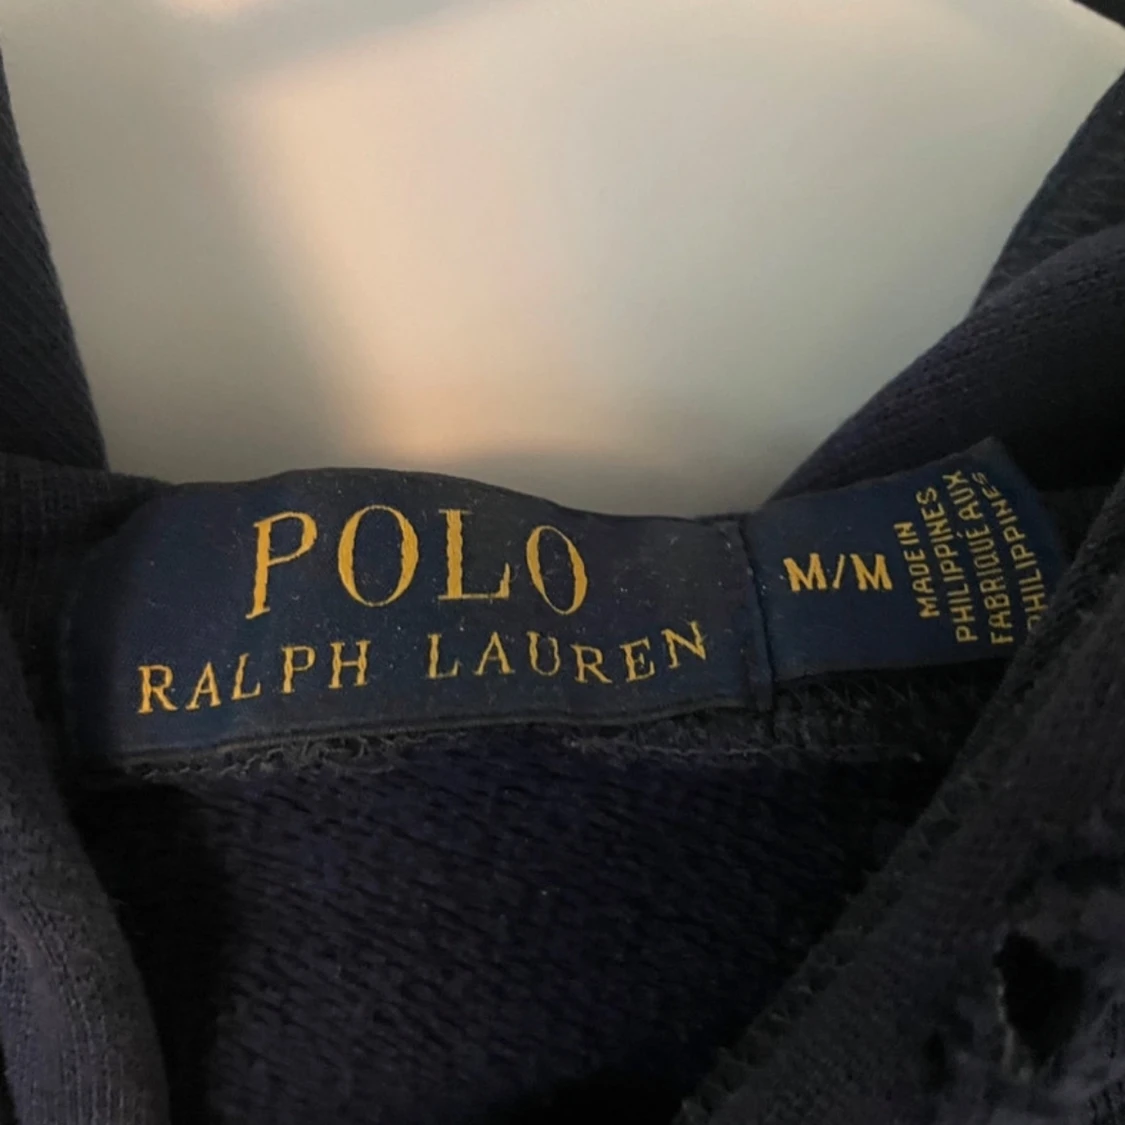 POLO
RALPH LAUREN
M/M
MADE IN
PHILIPPINES
FABRIQUÉ AUX
PHILIPPINES